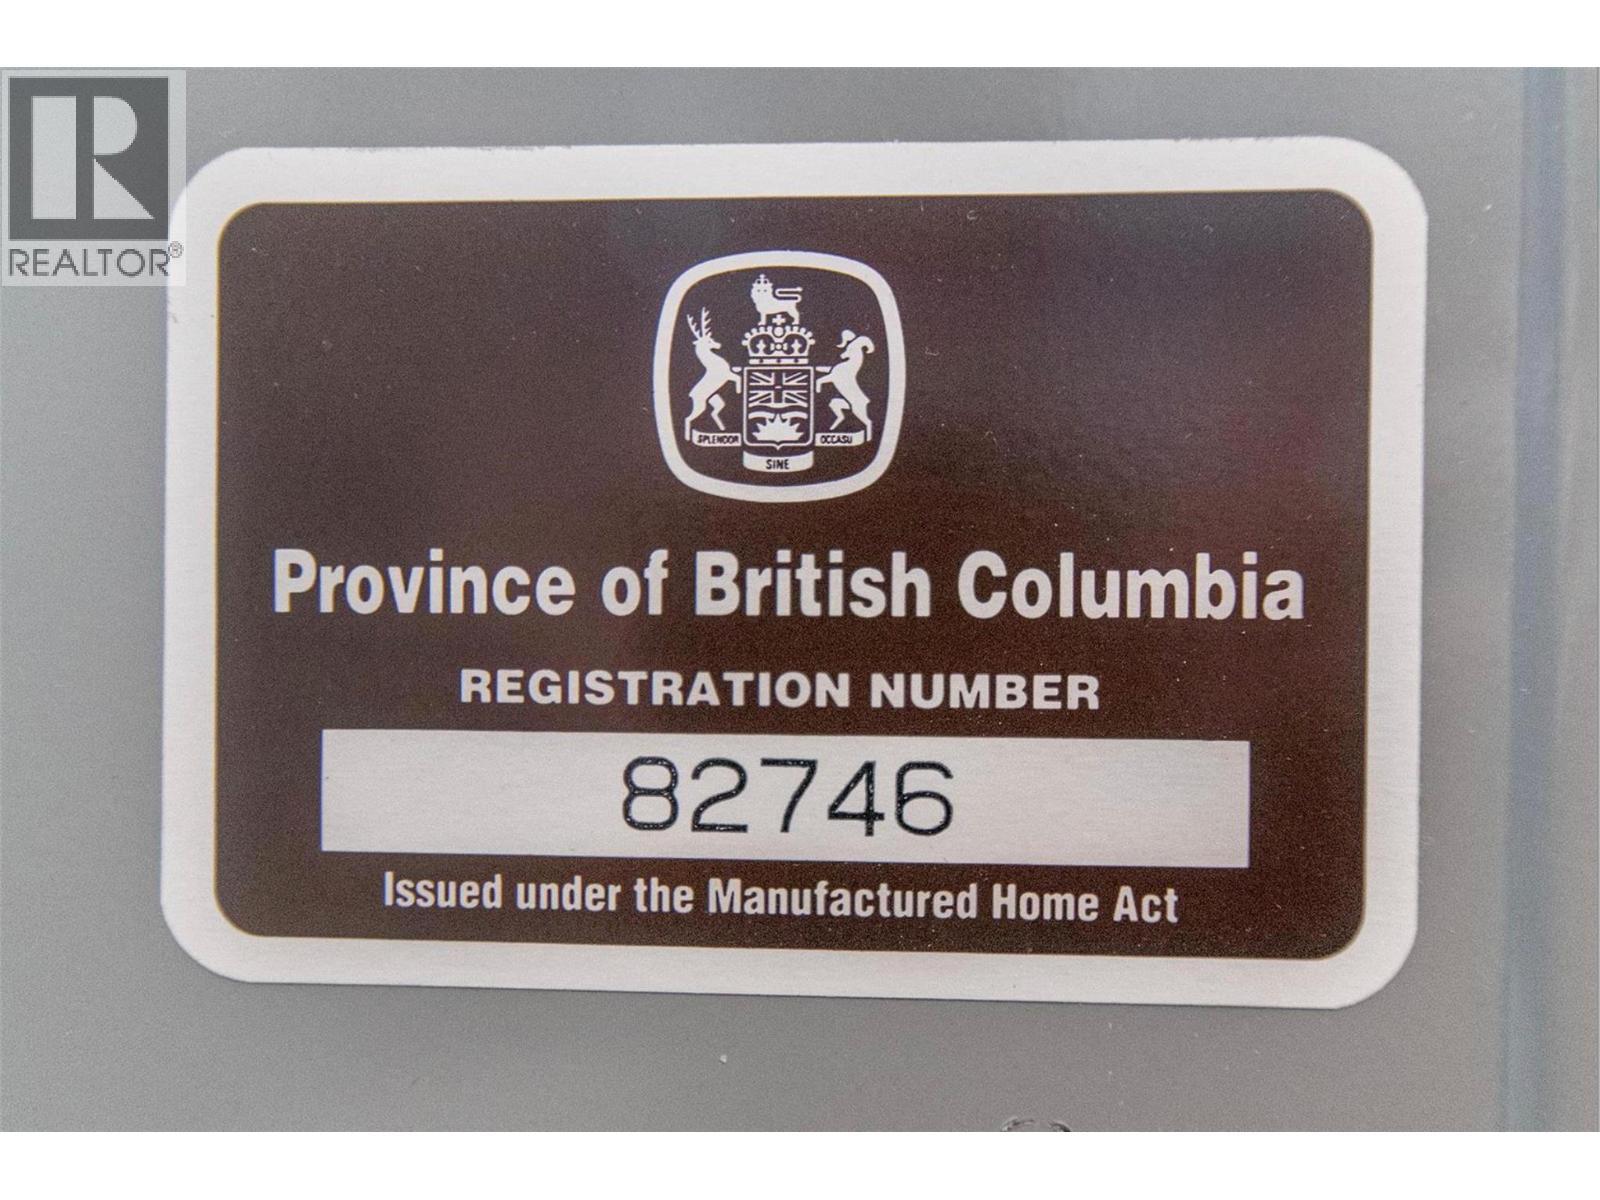 REALTOR®
SPLENDOR OCCASU
SINE
Province of British Columbia
REGISTRATION NUMBER
82746
Issued under the Manufactured Home Act